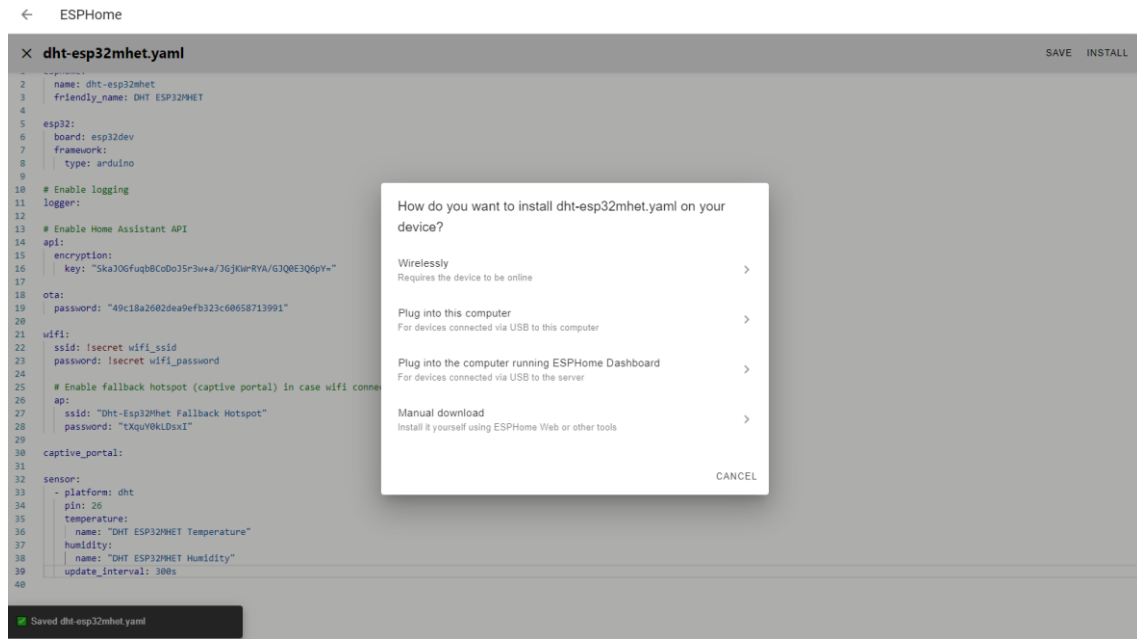 ESPHome
dht-esp32mhet.yaml
SAVE INSTALL
2 name: dht-esp32mhet
3 friendly_name: DHT ESP32MHET
4
5 esp32:
6 board: esp32dev
7 framework:
8 type: arduino
9
10 # Enable logging
11 logger:
12
13 # Enable Home Assistant API
14 api:
15 encryption:
16 key: "SkaJOGfuqbBCoDoJ5r3w+a/JGjKWrRYA/GJQ0E3Q6pY="
17
18 ota:
19 password: "49c18a2602dea9efb323c60658713991"
20
21 wifi:
22 ssid: !secret wifi_ssid
23 password: !secret wifi_password
24
25 # Enable fallback hotspot (captive portal) in case wifi
26 ap:
27 ssid: "Dht-Esp32Mhet Fallback Hotspot"
28 password: "tXquY0kLDsxI"
29
30 captive_portal:
31
32 sensor:
33 - platform: dht
34 pin: 26
35 temperature:
36 name: "DHT ESP32MHET Temperature"
37 humidity:
38 name: "DHT ESP32MHET Humidity"
39 update_interval: 300s
40
How do you want to install dht-esp32mhet.yaml on your
device?
Wirelessly
Requires the device to be online
Plug into this computer
For devices connected via USB to this computer
Plug into the computer running ESPHome Dashboard
For devices connected via USB to the server
Manual download
Install it yourself using ESPHome Web or other tools
CANCEL
Saved dht-esp32mhet.yaml